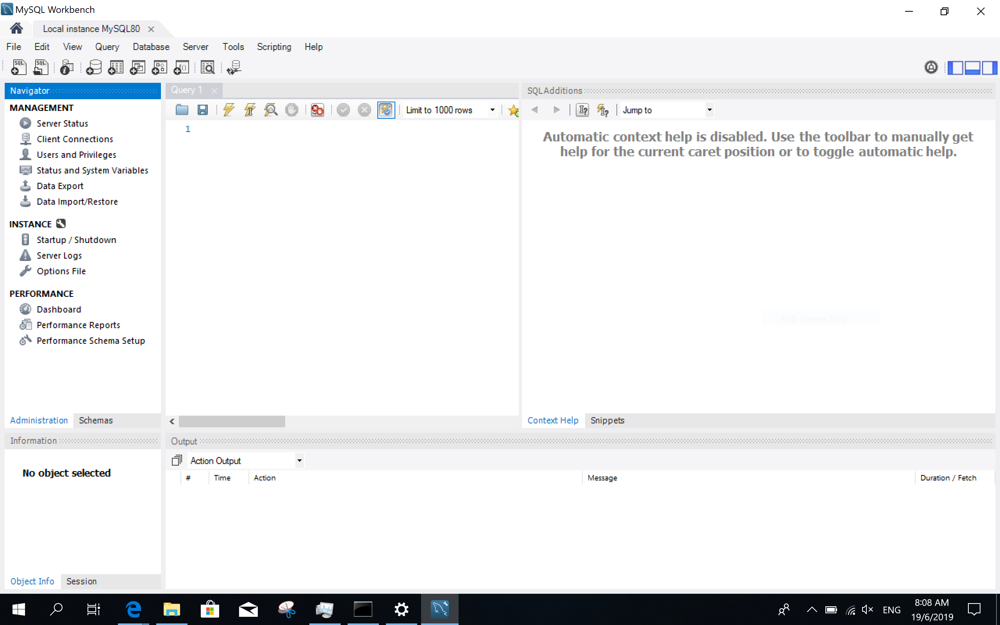 MySQL Workbench
Local instance MySQL80
File Edit View Query Database Server Tools Scripting Help
Navigator
MANAGEMENT
Server Status
Client Connections
Users and Privileges
Status and System Variables
Data Export
Data Import/Restore
INSTANCE
Startup / Shutdown
Server Logs
Options File
PERFORMANCE
Dashboard
Performance Reports
Performance Schema Setup
Administration Schemas
Query 1
Limit to 1000 rows
1
SQLAdditions
Jump to
Automatic context help is disabled. Use the toolbar to manually get
help for the current caret position or to toggle automatic help.
Full-screen Snip
Context Help Snippets
Information
No object selected
Object Info Session
Output
Action Output
# Time Action Message Duration / Fetch
ENG
8:08 AM
19/6/2019